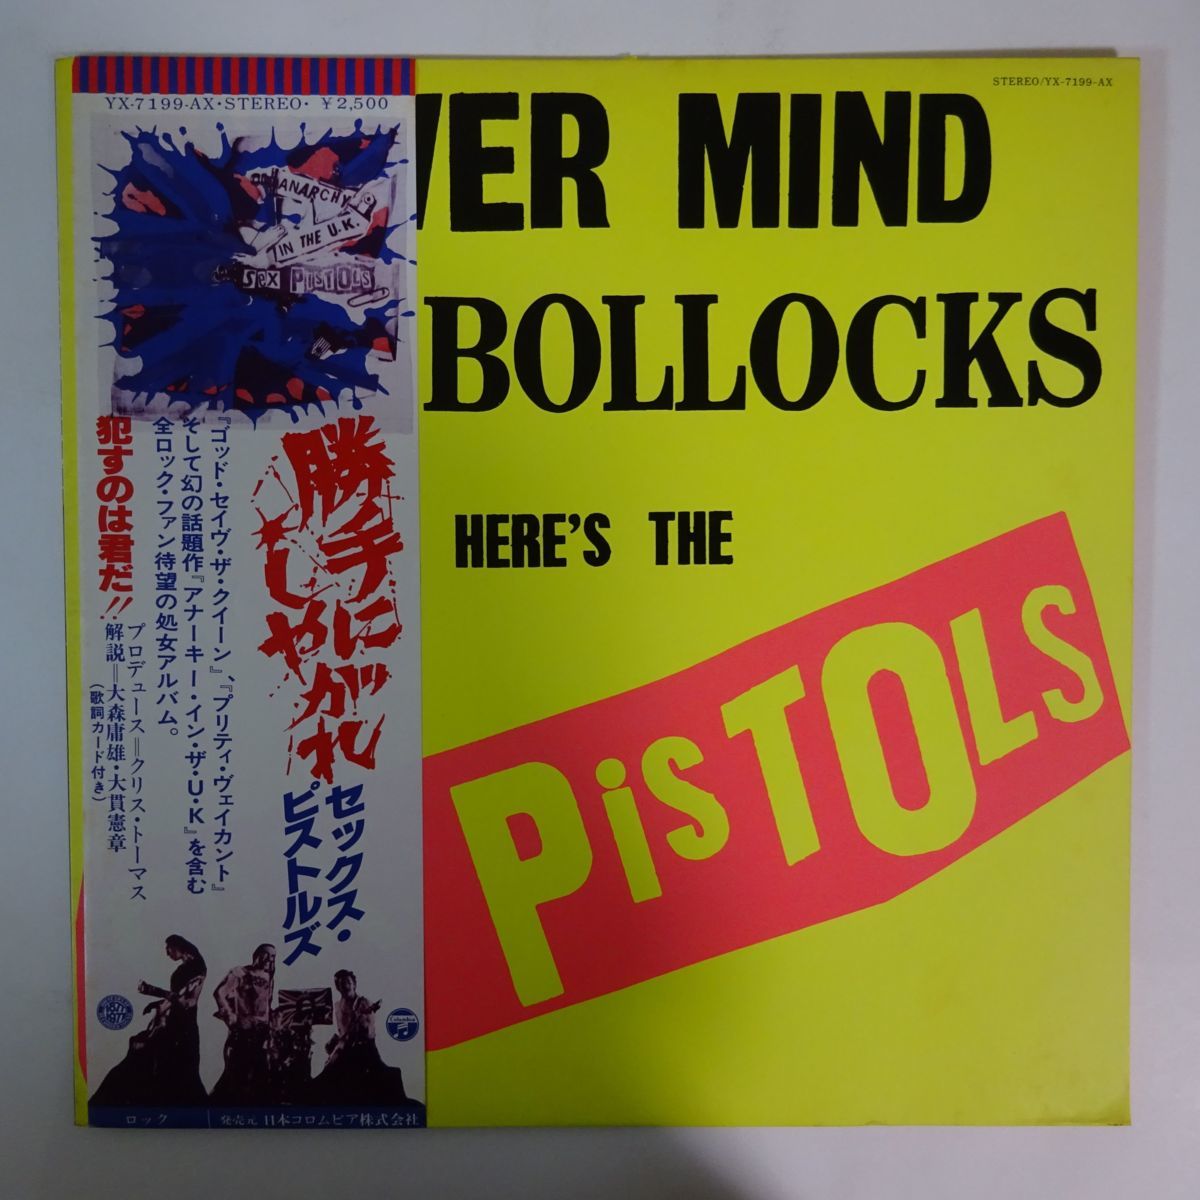 YX-7199-AX・STEREO・ ¥2,500
ANARCHY
IN THE U.K.
SEX PISTOLS
勝手にしやがれ
セックス・
ピストルズ
『ゴッド・セイヴ・ザ・クイーン』、『プリティ・ヴェイカント』
そして幻の話題作『アナーキー・イン・ザ・U・K』を含む
全ロック・ファン待望の処女アルバム。
犯すのは君だ!!
プロデュース=クリス・トーマス
解説=大森庸雄・大貫憲章
(歌詞カード付き)
Columbia
ロック
発売元 日本コロムビア株式会社
STEREO/YX-7199-AX
VER MIND
BOLLOCKS
HERE'S THE
PiSTOLS